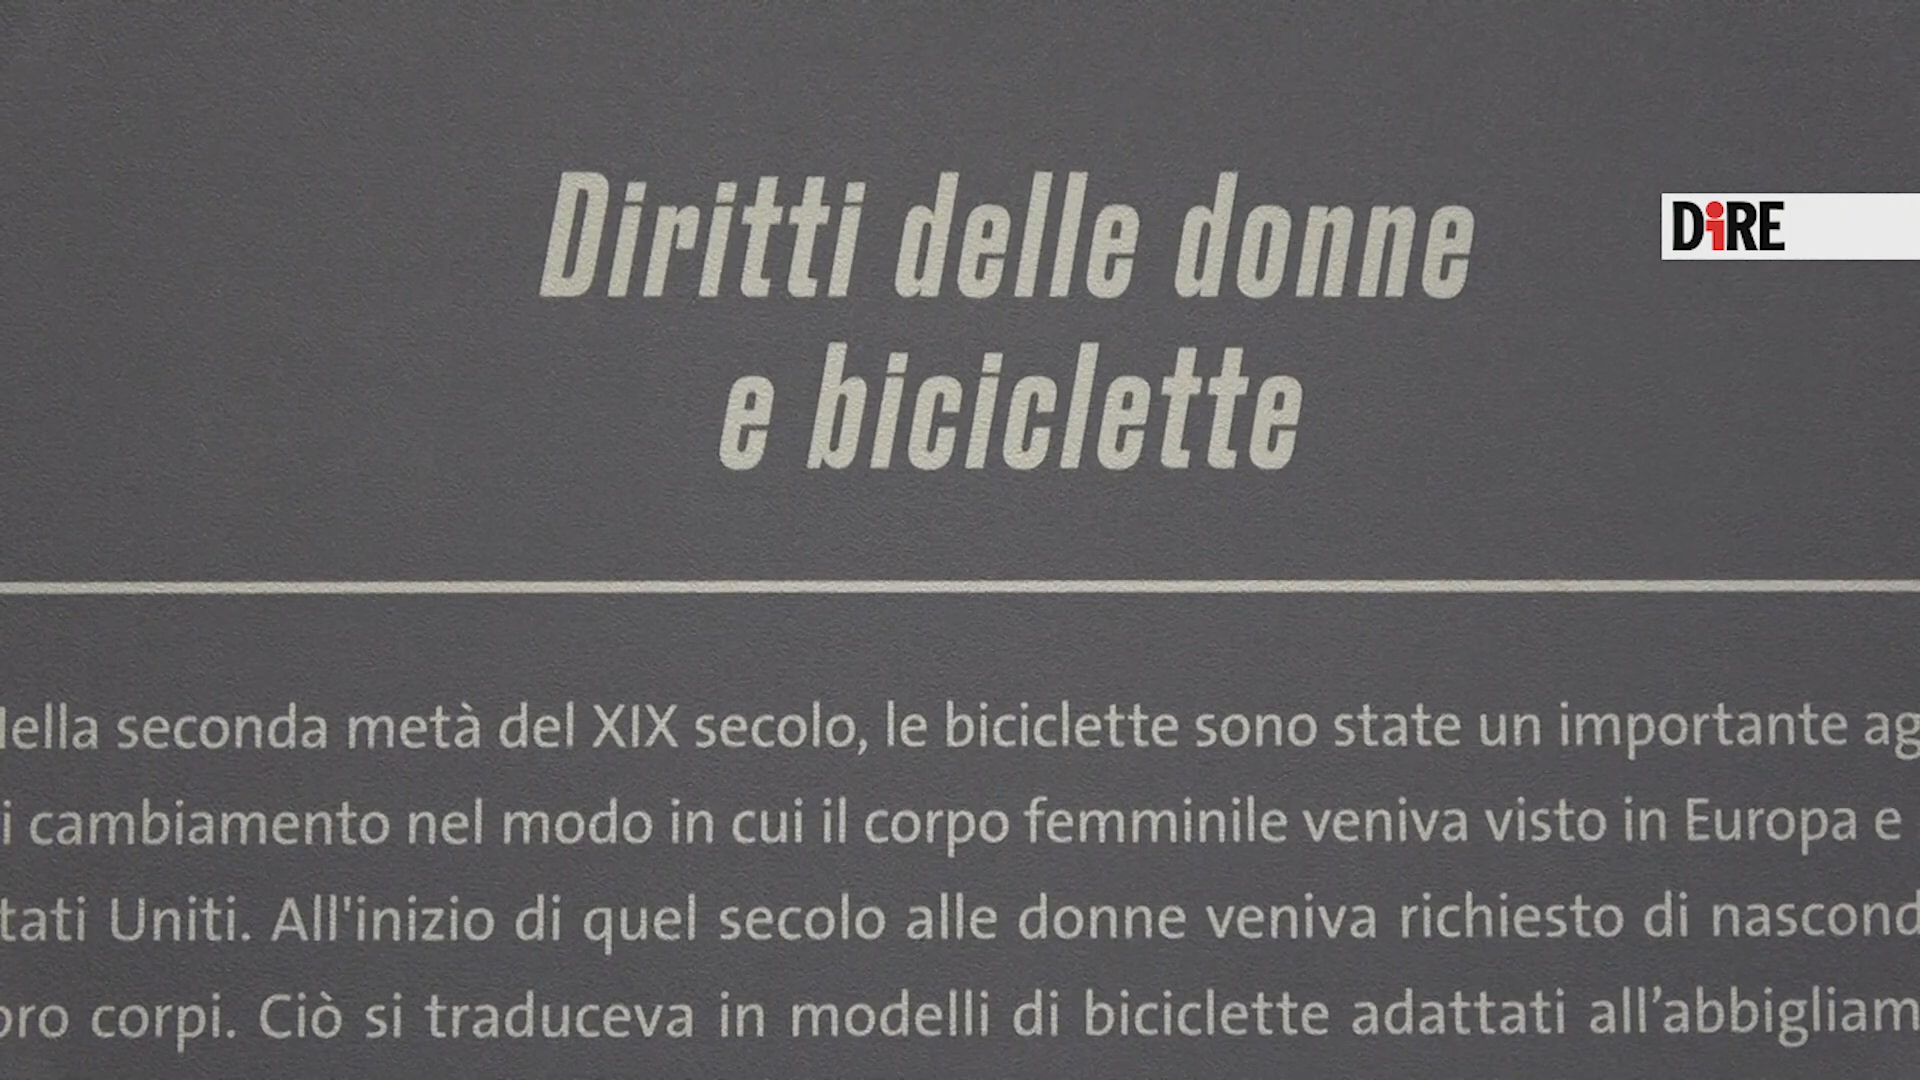 Diritti delle donne
DiRE
e biciclette
ella seconda metà del XIX secolo, le biciclette sono state un importante ag
i cambiamento nel modo in cui il corpo femminile veniva visto in Europa e
tati Uniti. All'inizio di quel secolo alle donne veniva richiesto di nascond
oro corpi. Ciò si traduceva in modelli di biciclette adattati all’abbigliam